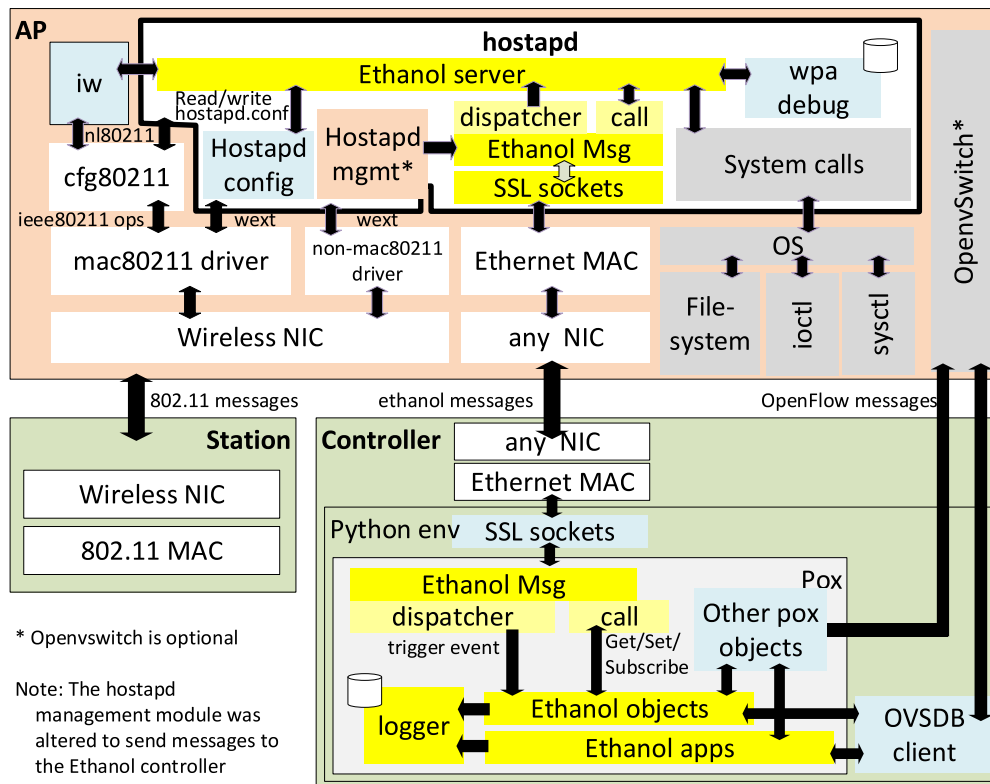 AP
hostapd
iw
Ethanol server
wpa
debug
Read/write
hostapd.conf
nl80211
dispatcher
call
Hostapd
config
Hostapd
mgmt*
Ethanol Msg
SSL sockets
System calls
OpenvSwitch*
cfg80211
ieee80211 ops
wext
wext
mac80211 driver
non-mac80211
driver
Ethernet MAC
OS
File-
system
ioctl
sysctl
Wireless NIC
any NIC
802.11 messages
ethanol messages
OpenFlow messages
Station
Wireless NIC
802.11 MAC
Controller
any NIC
Ethernet MAC
Python env
SSL sockets
Pox
Ethanol Msg
dispatcher
call
Other pox
objects
trigger event
Get/Set/
Subscribe
logger
Ethanol objects
Ethanol apps
OVSDB
client
* Openvswitch is optional
Note: The hostapd
management module was
altered to send messages to
the Ethanol controller